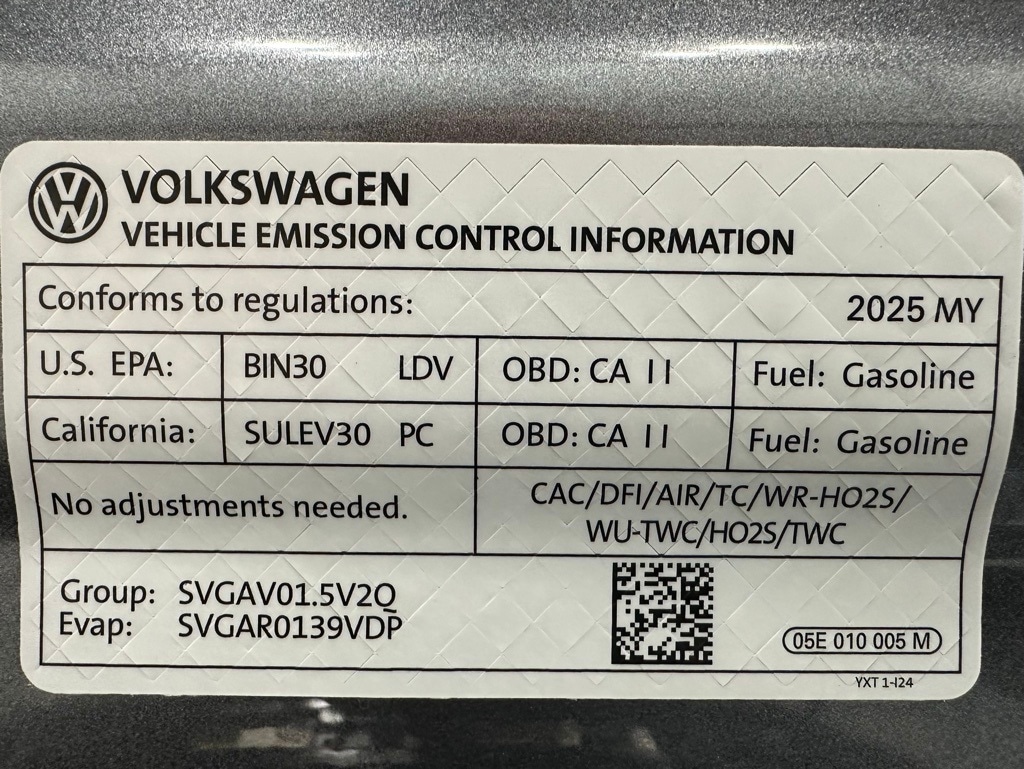 VOLKSWAGEN
VEHICLE EMISSION CONTROL INFORMATION
Conforms to regulations: 2025 MY
U.S. EPA: BIN30 LDV OBD: CA II Fuel: Gasoline
California: SULEV30 PC OBD: CA II Fuel: Gasoline
No adjustments needed.
CAC/DFI/AIR/TC/WR-HO2S/
WU-TWC/HO2S/TWC
Group: SVGAV01.5V2Q
Evap: SVGAR0139VDP
05E 010 005 M
YXT 1-I24